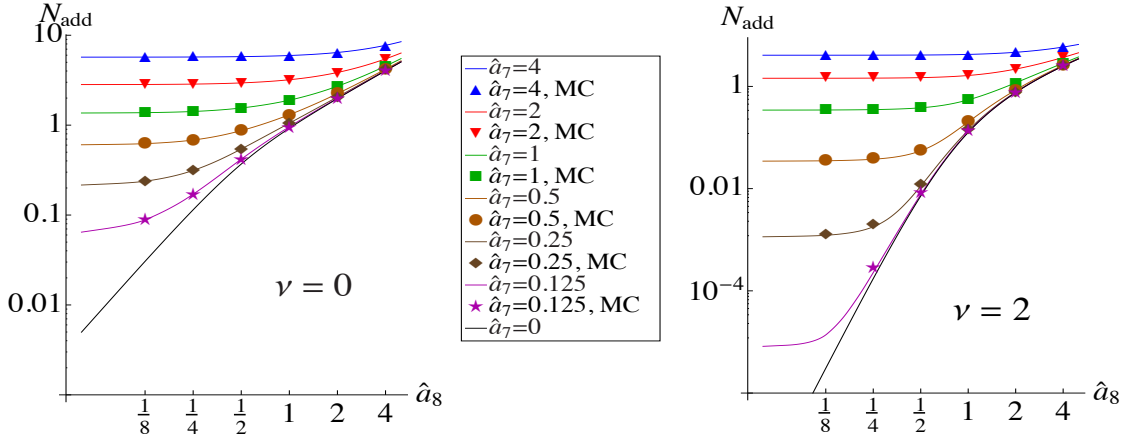 N_add
10
1
0.1
0.01
ν = 0
1/8 1/4 1/2 1 2 4 â_8
â_7=4
â_7=4, MC
â_7=2
â_7=2, MC
â_7=1
â_7=1, MC
â_7=0.5
â_7=0.5, MC
â_7=0.25
â_7=0.25, MC
â_7=0.125
â_7=0.125, MC
â_7=0
N_add
1
0.01
10^{-4}
ν = 2
1/8 1/4 1/2 1 2 4 â_8